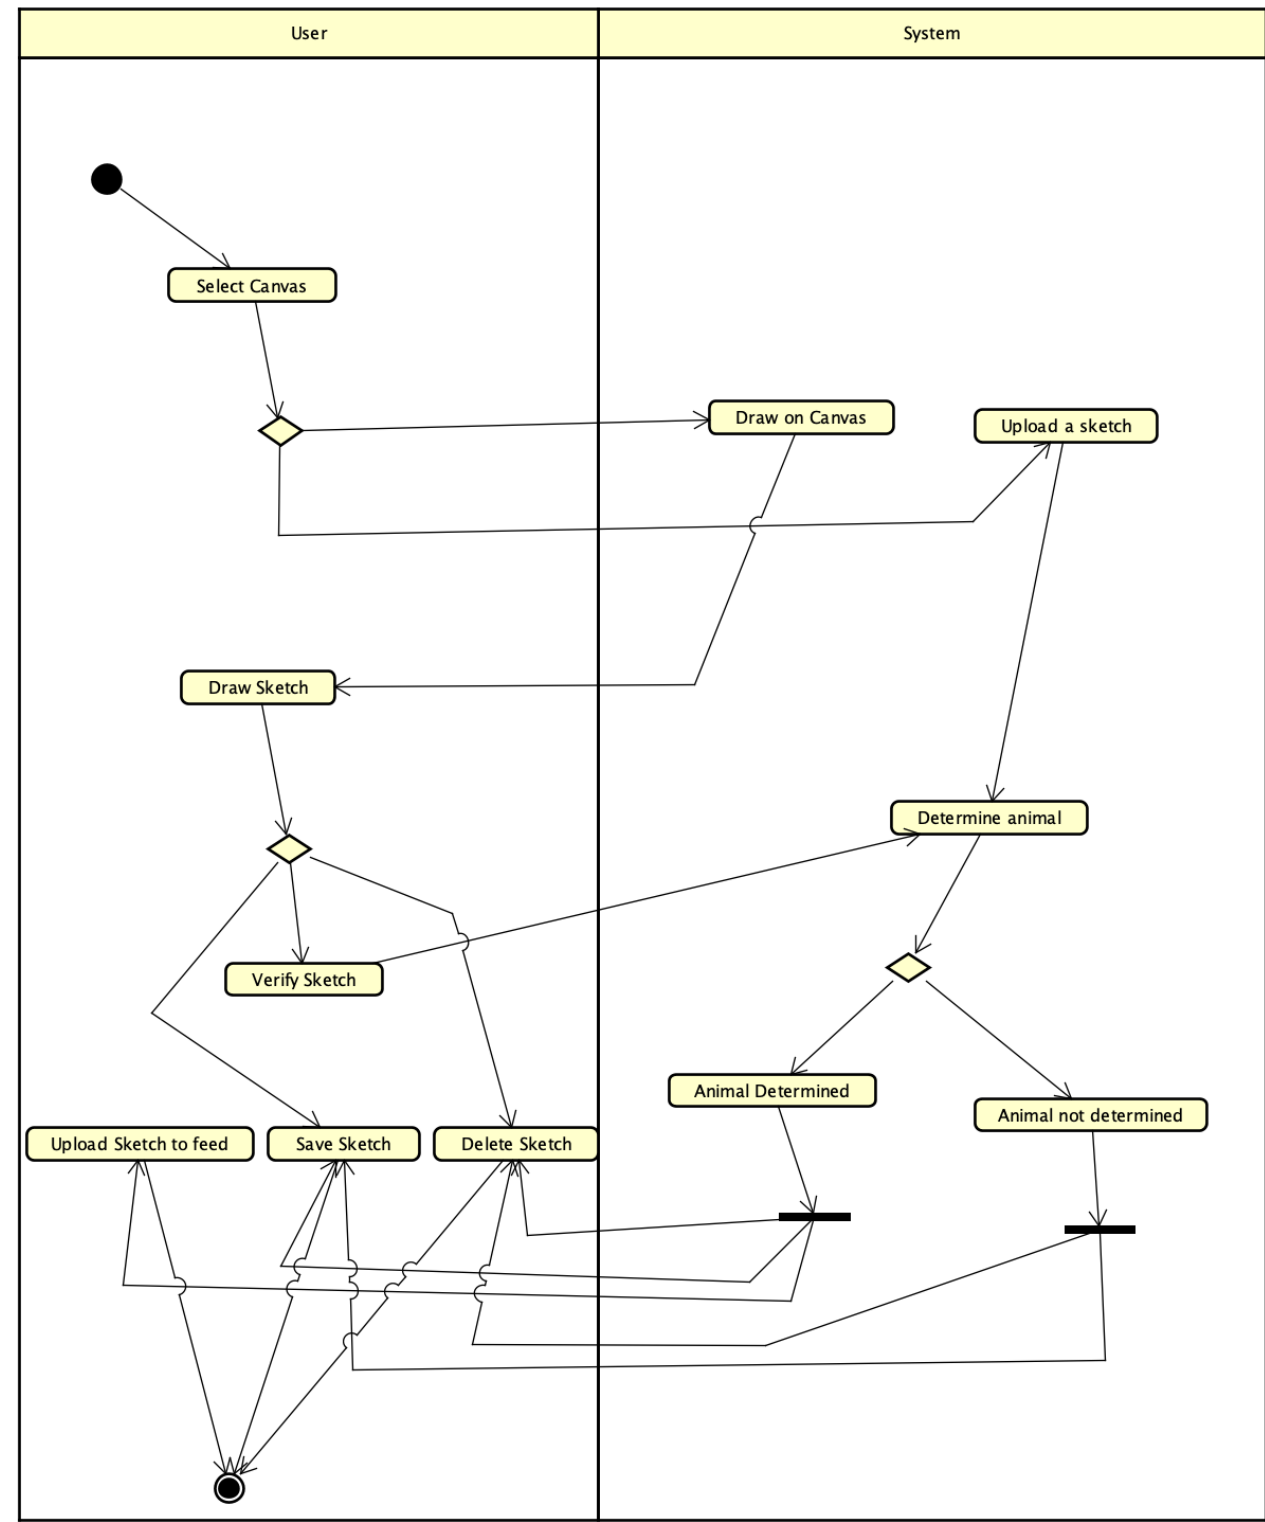 User
System
Select Canvas
Draw on Canvas
Upload a sketch
Draw Sketch
Determine animal
Verify Sketch
Animal Determined
Animal not determined
Upload Sketch to feed
Save Sketch
Delete Sketch